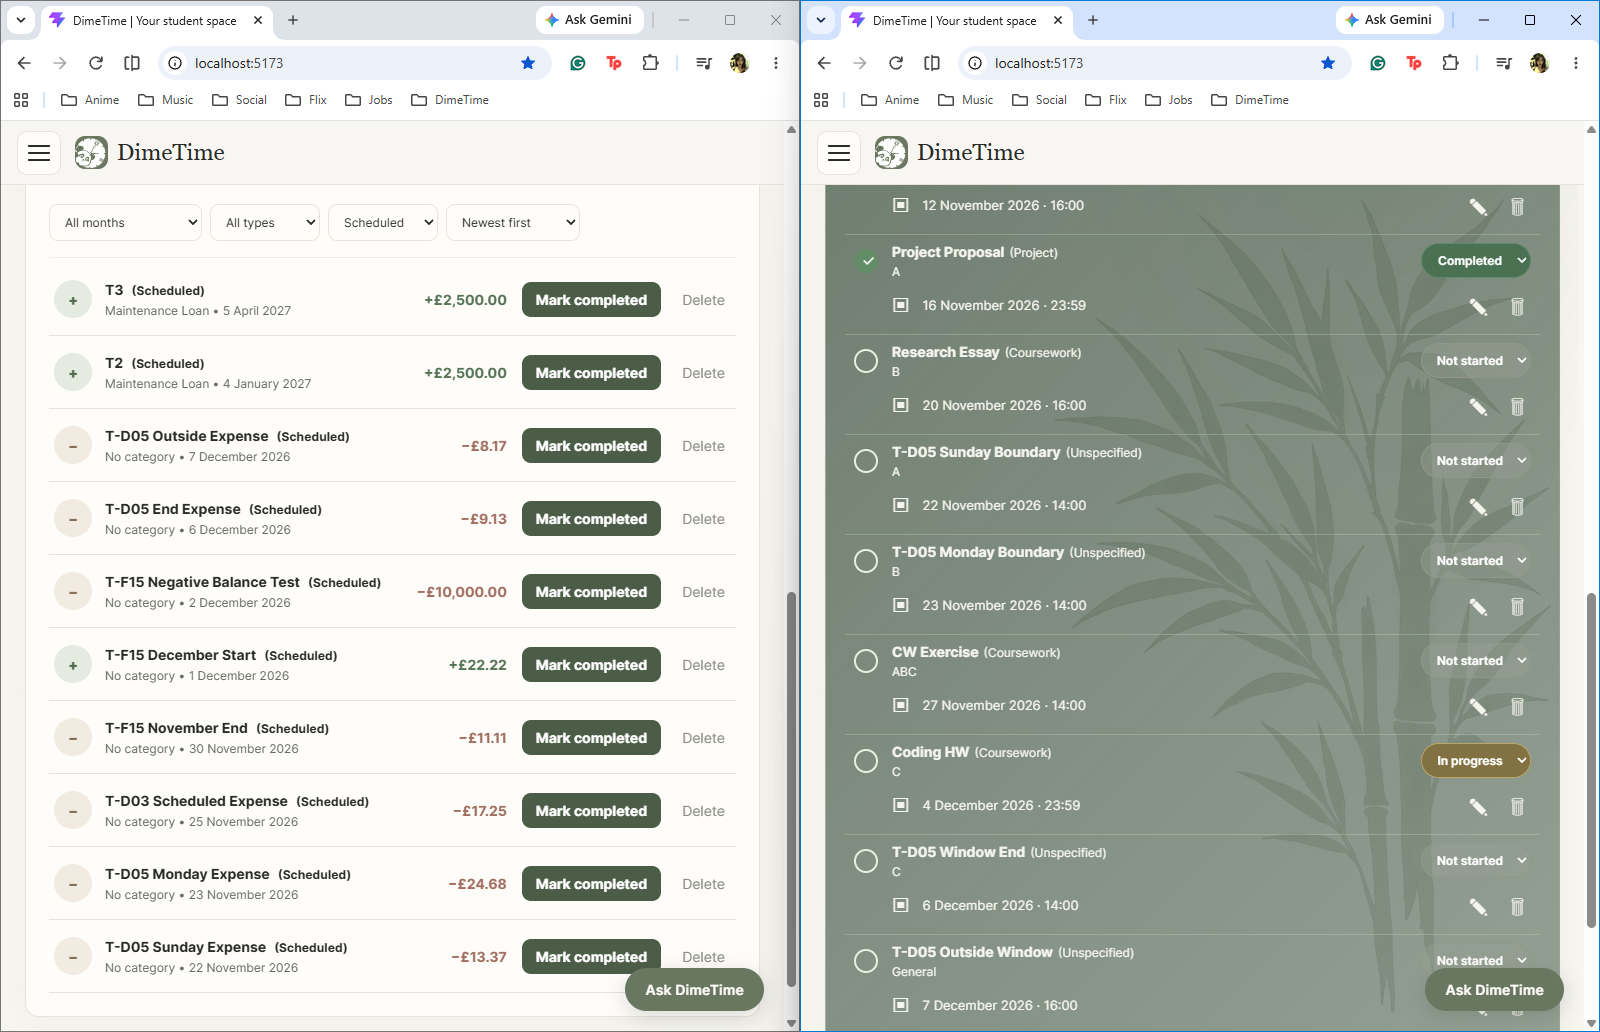 DimeTime | Your student space
Ask Gemini
localhost:5173
Anime
Music
Social
Flix
Jobs
DimeTime
DimeTime
All months
All types
Scheduled
Newest first
+
T3 (Scheduled)
Maintenance Loan • 5 April 2027
+£2,500.00
Mark completed
Delete
+
T2 (Scheduled)
Maintenance Loan • 4 January 2027
+£2,500.00
Mark completed
Delete
−
T-D05 Outside Expense (Scheduled)
No category • 7 December 2026
−£8.17
Mark completed
Delete
−
T-D05 End Expense (Scheduled)
No category • 6 December 2026
−£9.13
Mark completed
Delete
−
T-F15 Negative Balance Test (Scheduled)
No category • 2 December 2026
−£10,000.00
Mark completed
Delete
+
T-F15 December Start (Scheduled)
No category • 1 December 2026
+£22.22
Mark completed
Delete
−
T-F15 November End (Scheduled)
No category • 30 November 2026
−£11.11
Mark completed
Delete
−
T-D03 Scheduled Expense (Scheduled)
No category • 25 November 2026
−£17.25
Mark completed
Delete
−
T-D05 Monday Expense (Scheduled)
No category • 23 November 2026
−£24.68
Mark completed
Delete
−
T-D05 Sunday Expense (Scheduled)
No category • 22 November 2026
−£13.37
Mark completed
Delete
Ask DimeTime
DimeTime | Your student space
Ask Gemini
localhost:5173
Anime
Music
Social
Flix
Jobs
DimeTime
DimeTime
12 November 2026 · 16:00
Project Proposal (Project)
A
Completed
16 November 2026 · 23:59
Research Essay (Coursework)
B
Not started
20 November 2026 · 16:00
T-D05 Sunday Boundary (Unspecified)
A
Not started
22 November 2026 · 14:00
T-D05 Monday Boundary (Unspecified)
B
Not started
23 November 2026 · 14:00
CW Exercise (Coursework)
ABC
Not started
27 November 2026 · 14:00
Coding HW (Coursework)
C
In progress
4 December 2026 · 23:59
T-D05 Window End (Unspecified)
C
Not started
6 December 2026 · 14:00
T-D05 Outside Window (Unspecified)
General
Not started
7 December 2026 · 16:00
Ask DimeTime